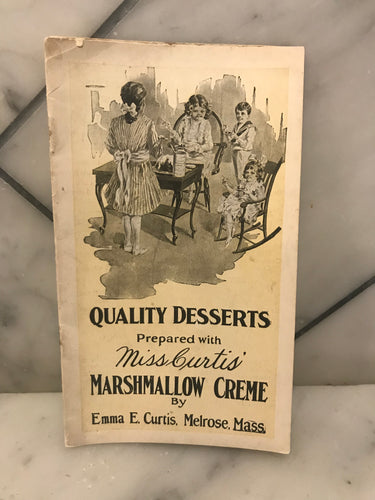 QUALITY DESSERTS
Prepared with
Miss Curtis'
MARSHMALLOW CREME
By
Emma E. Curtis, Melrose, Mass.